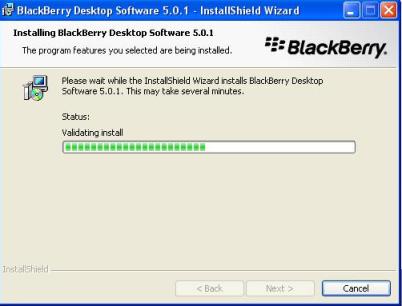 BlackBerry Desktop Software 5.0.1 - InstallShield Wizard
Installing BlackBerry Desktop Software 5.0.1
The program features you selected are being installed.
BlackBerry.
Please wait while the InstallShield Wizard installs BlackBerry Desktop
Software 5.0.1. This may take several minutes.
Status:
Validating install
InstallShield
< Back
Next >
Cancel